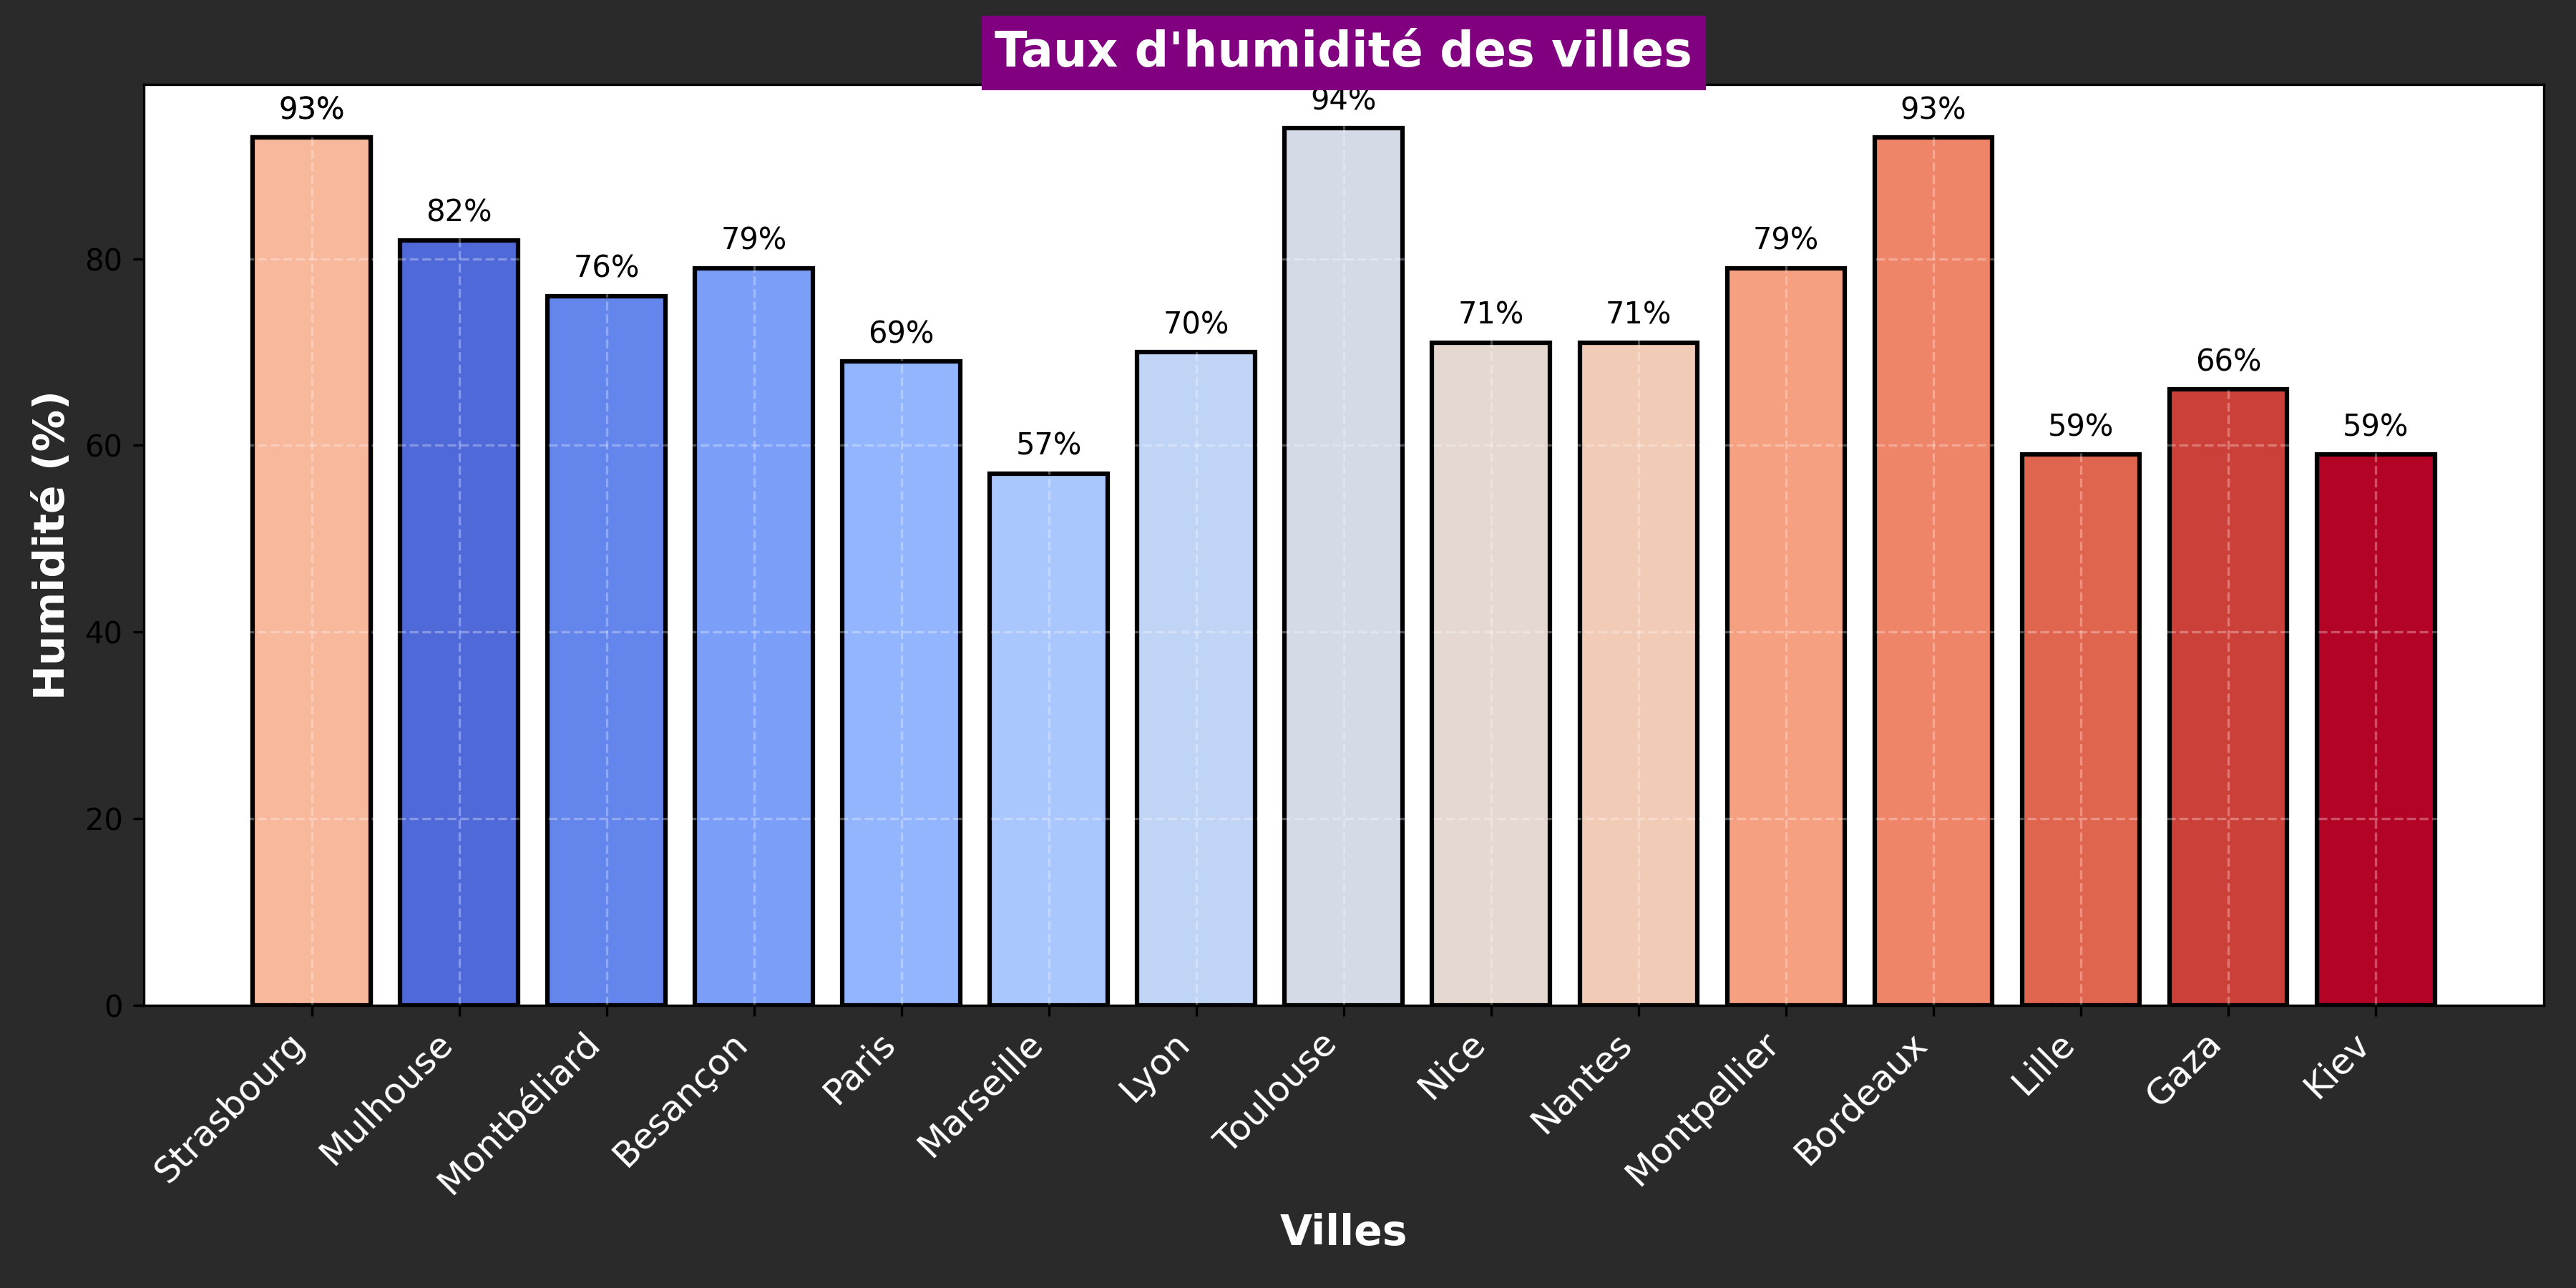 Taux d'humidité des villes
93%
82%
76%
79%
69%
57%
70%
94%
71%
71%
79%
93%
59%
66%
59%
Humidité (%)
80
60
40
20
0
Strasbourg
Mulhouse
Montbéliard
Besançon
Paris
Marseille
Lyon
Toulouse
Nice
Nantes
Montpellier
Bordeaux
Lille
Gaza
Kiev
Villes